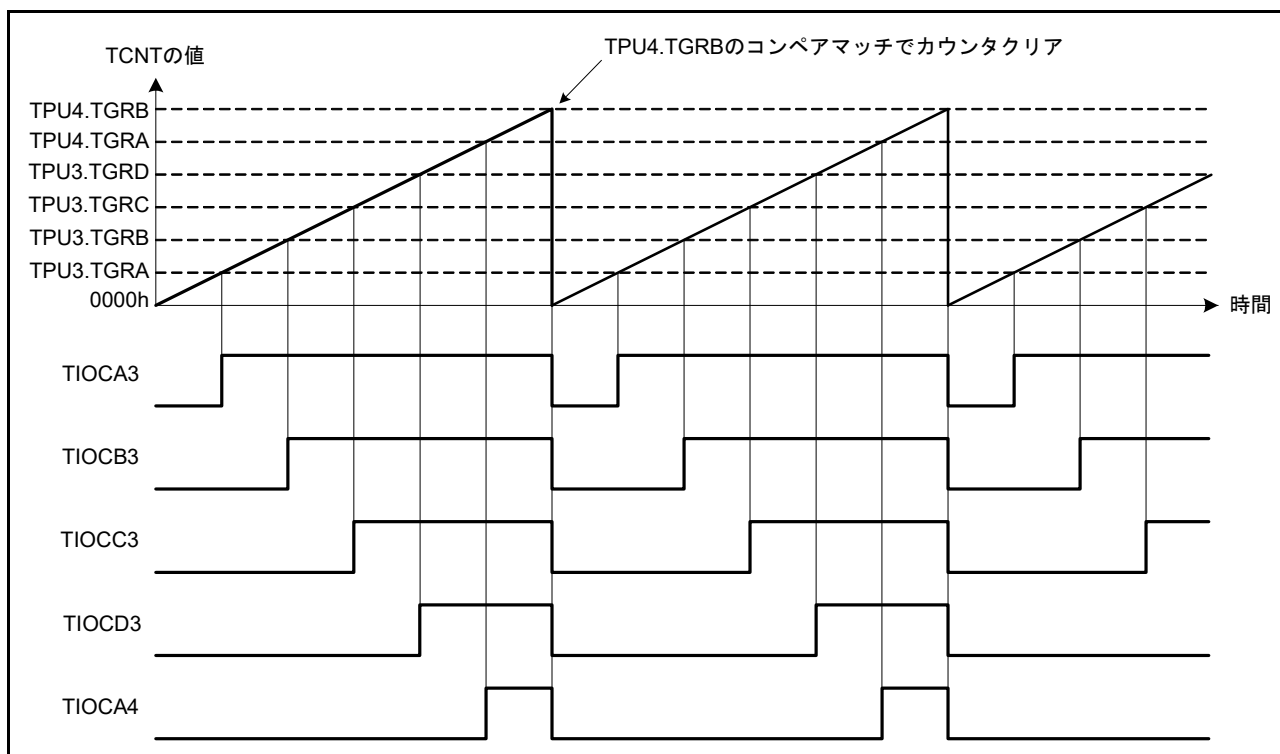 TPU4.TGRBのコンペアマッチでカウンタクリア
TCNTの値
TPU4.TGRB
TPU4.TGRA
TPU3.TGRD
TPU3.TGRC
TPU3.TGRB
TPU3.TGRA
0000h
時間
TIOCA3
TIOCB3
TIOCC3
TIOCD3
TIOCA4